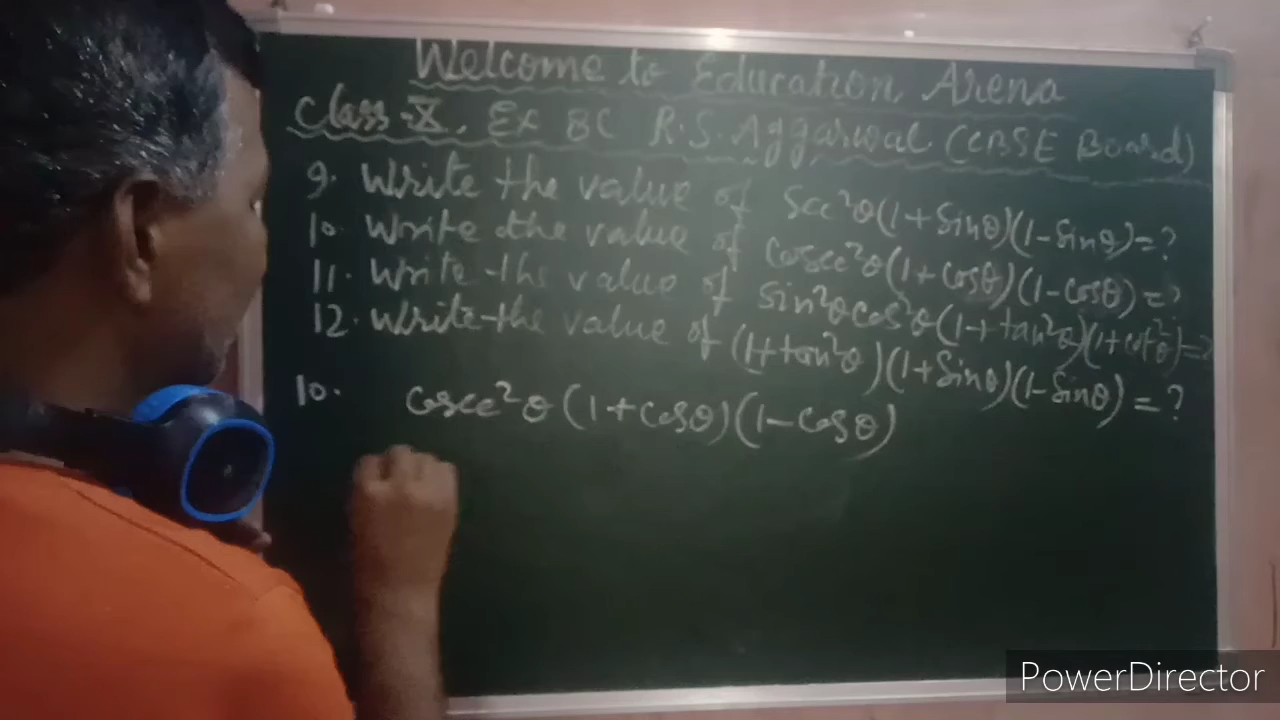 Welcome to Education Arena
Class-X, Ex 8C R.S. Aggarwal (CBSE Board)
9. Write the value of Sec²θ(1+Sinθ)(1-Sinθ)=?
10. Write the value of Cosec²θ(1+Cosθ)(1-Cosθ)=?
11. Write the value of Sin²θCos²θ(1+tan²θ)(1+cot²θ)=?
12. Write the value of (1+tan²θ)(1+Sinθ)(1-Sinθ)=?
10. Cosec²θ(1+Cosθ)(1-Cosθ)
PowerDirector